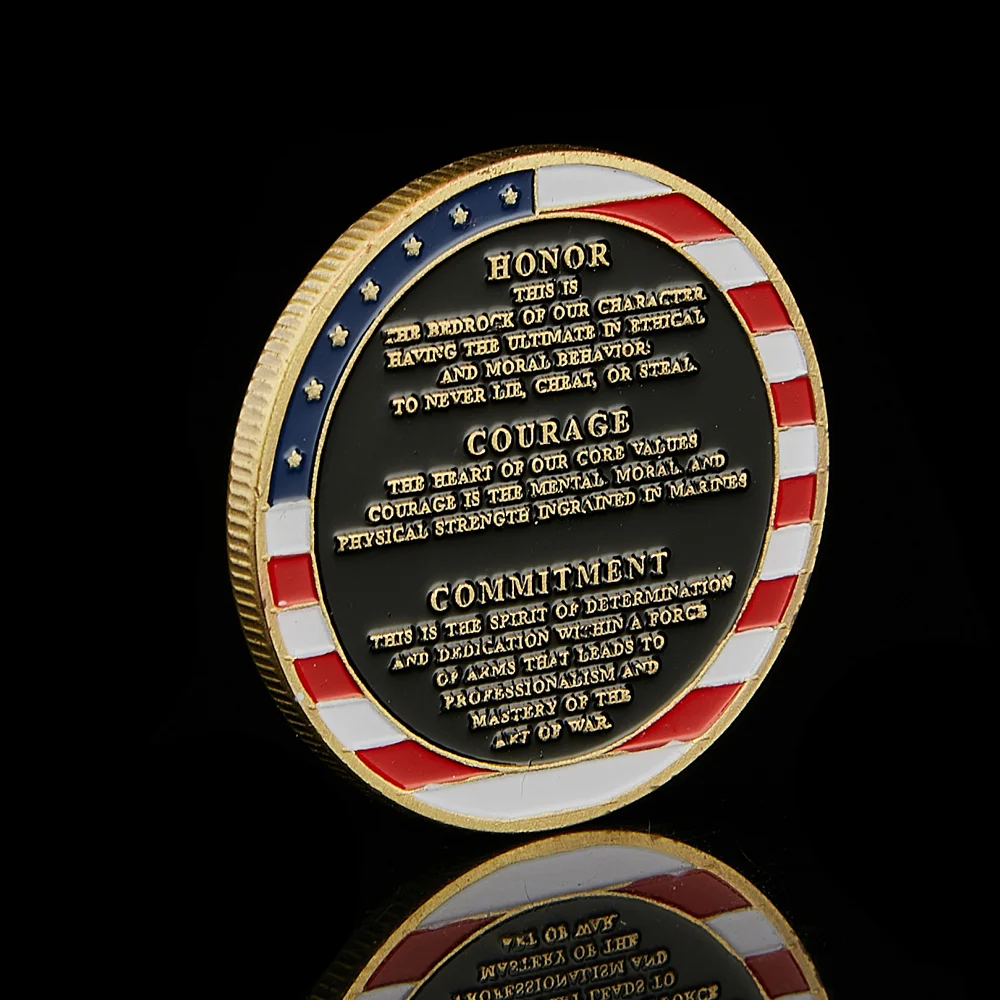 HONOR
THIS IS
THE BEDROCK OF OUR CHARACTER
HAVING THE ULTIMATE IN ETHICAL
AND MORAL BEHAVIOR:
TO NEVER LIE, CHEAT, OR STEAL.
COURAGE
THE HEART OF OUR CORE VALUES
COURAGE IS THE MENTAL, MORAL, AND
PHYSICAL STRENGTH INGRAINED IN MARINES
COMMITMENT
THIS IS THE SPIRIT OF DETERMINATION
AND DEDICATION WITHIN A FORCE
OF ARMS THAT LEADS TO
PROFESSIONALISM AND
MASTERY OF THE
ART OF WAR.